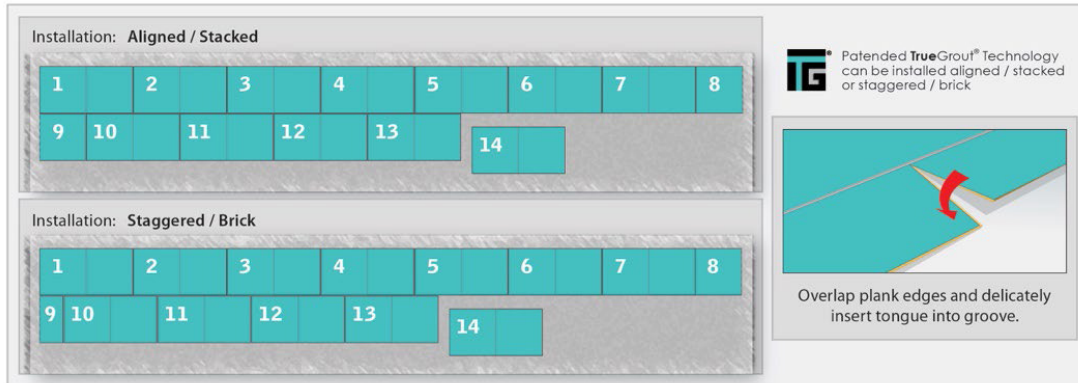 Installation: Aligned / Stacked
1 2 3 4 5 6 7 8
9 10 11 12 13
14
Installation: Staggered / Brick
1 2 3 4 5 6 7 8
9 10 11 12 13
14
TG®
Patented TrueGrout® Technology
can be installed aligned / stacked
or staggered / brick
Overlap plank edges and delicately
insert tongue into groove.